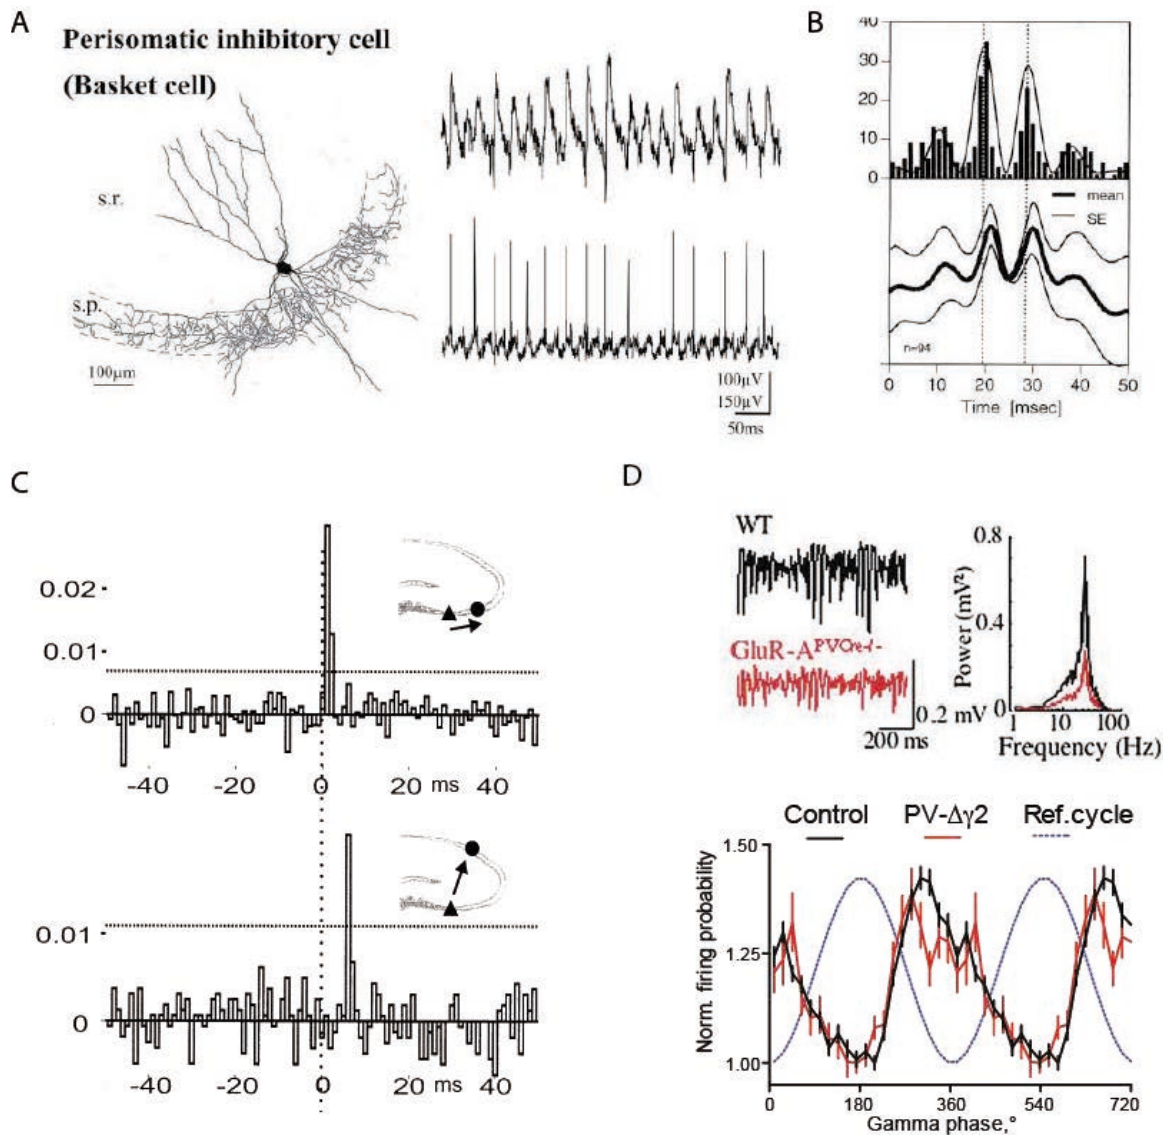 A
Perisomatic inhibitory cell
(Basket cell)
s.r.
s.p.
100μm
100μV
150μV
50ms
B
40
30
20
10
0
mean
SE
n=94
0 10 20 30 40 50
Time [msec]
C
0.02
0.01
0
-40 -20 0 20 ms 40
0.01
0
-40 -20 0 20 ms 40
D
WT
GluR-A^PVCre-/-
0.2 mV
200 ms
Power (mV²)
0.8
0.4
0
1 10 100
Frequency (Hz)
Control PV-Δγ2 Ref.cycle
Norm. firing probability
1.50
1.25
1.00
0 180 360 540 720
Gamma phase,°